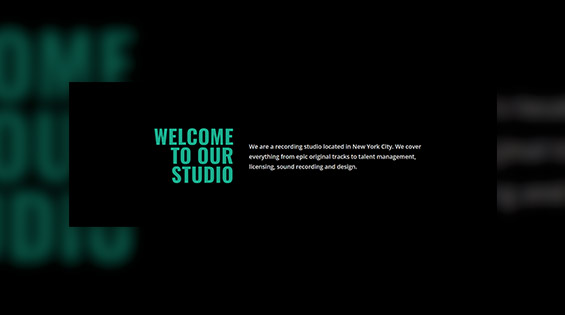 WELCOME
TO OUR
STUDIO
We are a recording studio located in New York City. We cover
everything from epic original tracks to talent management,
licensing, sound recording and design.